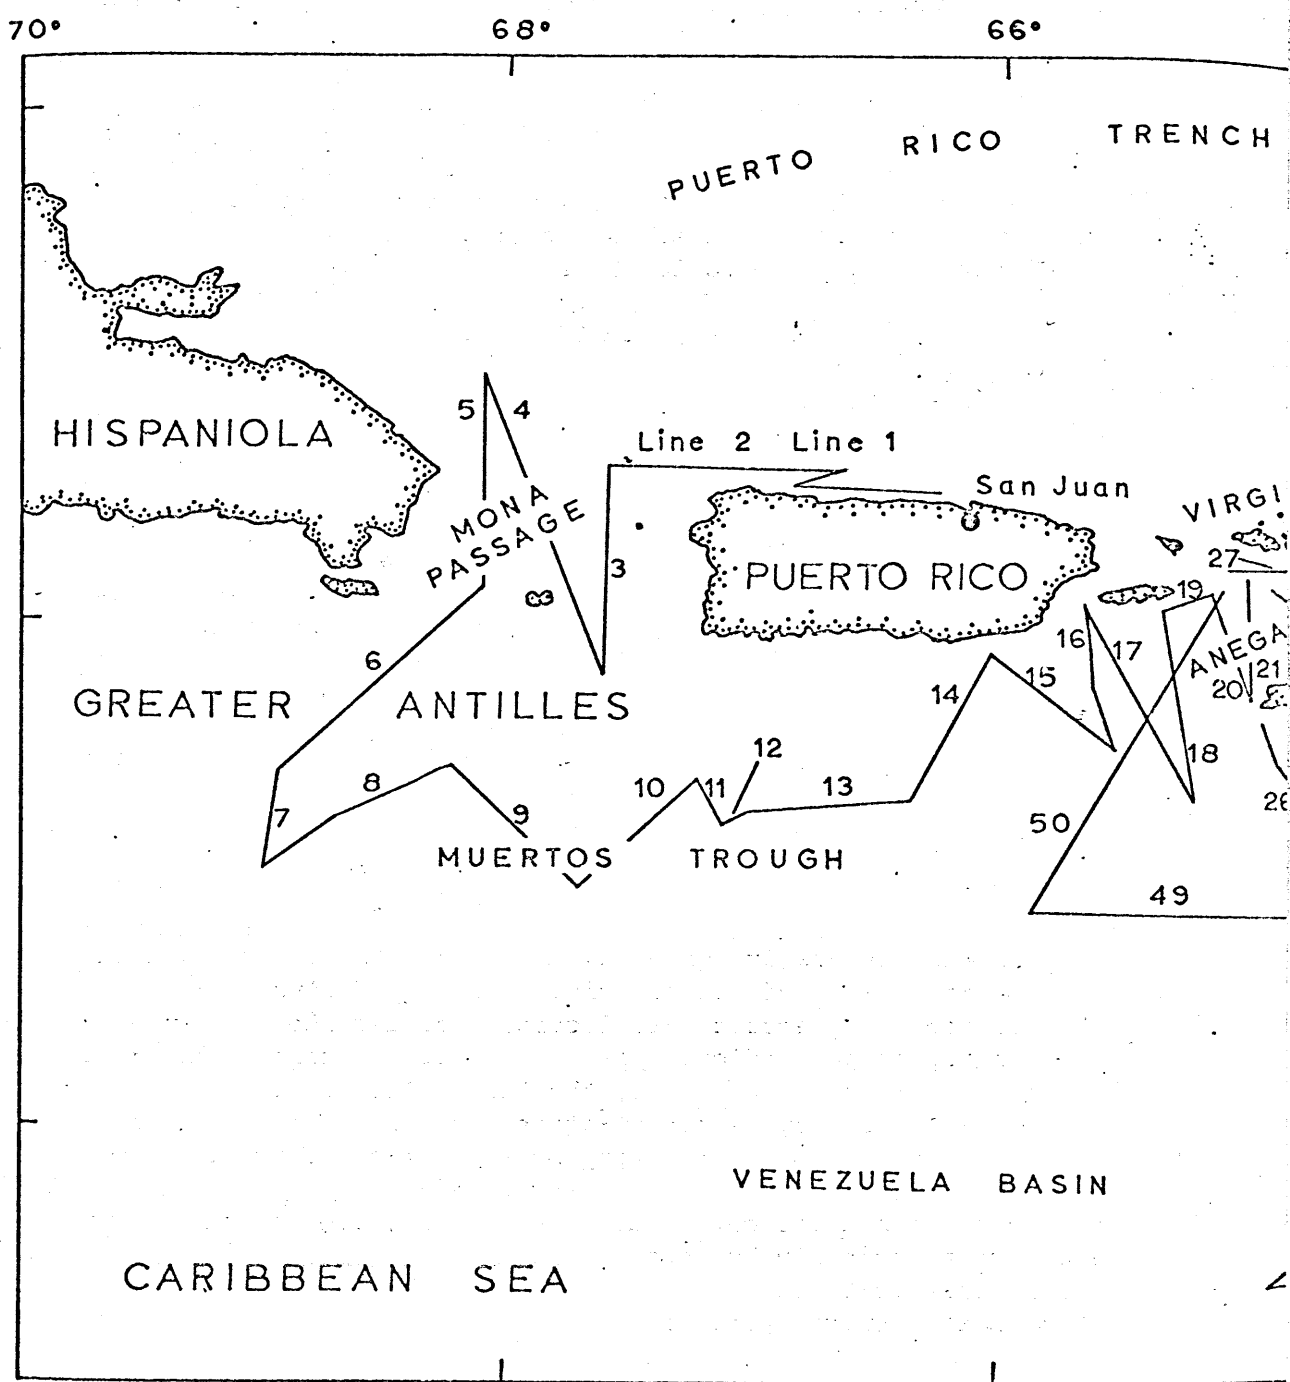 70° 68° 66°
PUERTO RICO TRENCH
HISPANIOLA
5 4
Line 2 Line 1
San Juan
MONA
PASSAGE
3
VIRGI
27
PUERTO RICO
19
16 17
ANEGA
20 21
6
GREATER ANTILLES
14 15
12
18
7 8 9 10 11 13
26
50
MUERTOS TROUGH
49
VENEZUELA BASIN
CARIBBEAN SEA